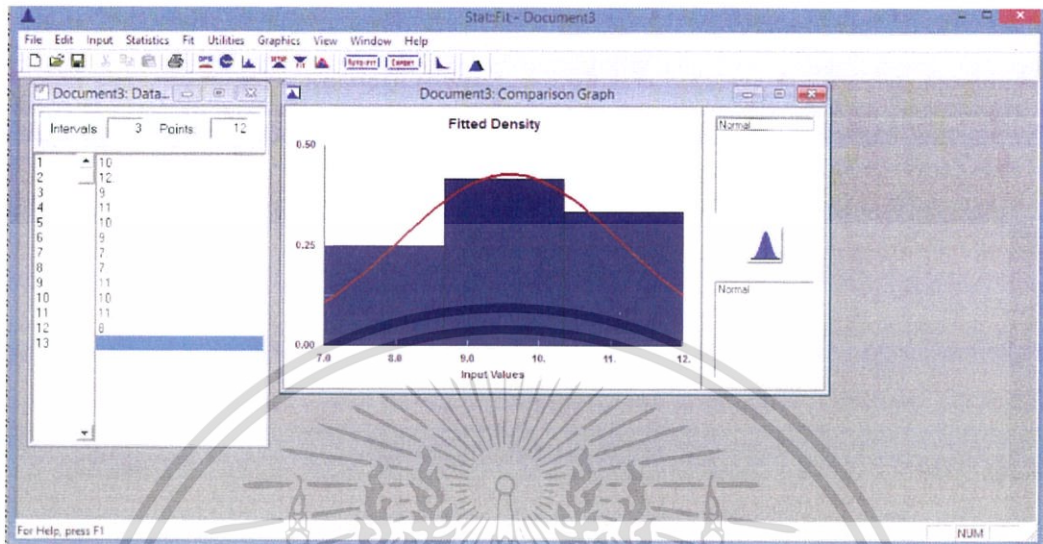 Stat::Fit - Document3
File Edit Input Statistics Fit Utilities Graphics View Window Help
AUTO::FIT EXPORT
Document3: Data...
Intervals: 3 Points: 12
1 10
2 12
3 9
4 11
5 10
6 9
7 7
8 7
9 11
10 10
11 11
12 8
13
Document3: Comparison Graph
Fitted Density
0.50
0.25
0.00
7.0 8.0 9.0 10. 11. 12.
Input Values
Normal
Normal
For Help, press F1
NUM